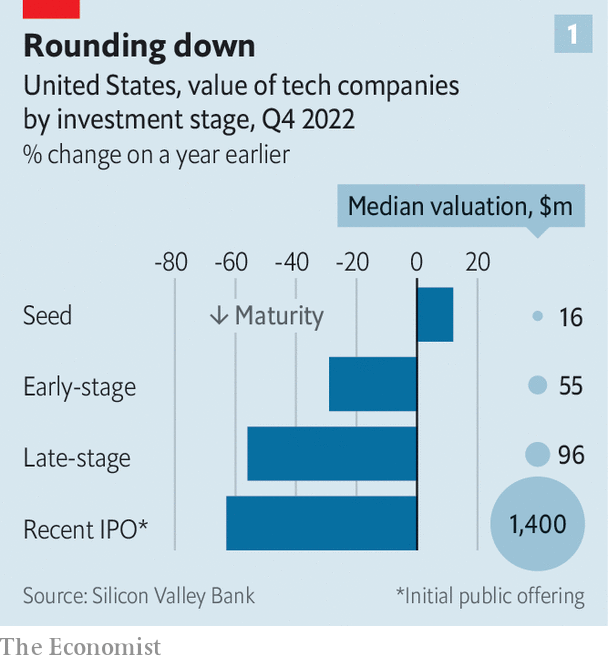 1
Rounding down
United States, value of tech companies
by investment stage, Q4 2022
% change on a year earlier
Median valuation, $m
-80 -60 -40 -20 0 20
Seed ↓ Maturity 16
Early-stage 55
Late-stage 96
Recent IPO* 1,400
Source: Silicon Valley Bank *Initial public offering
The Economist